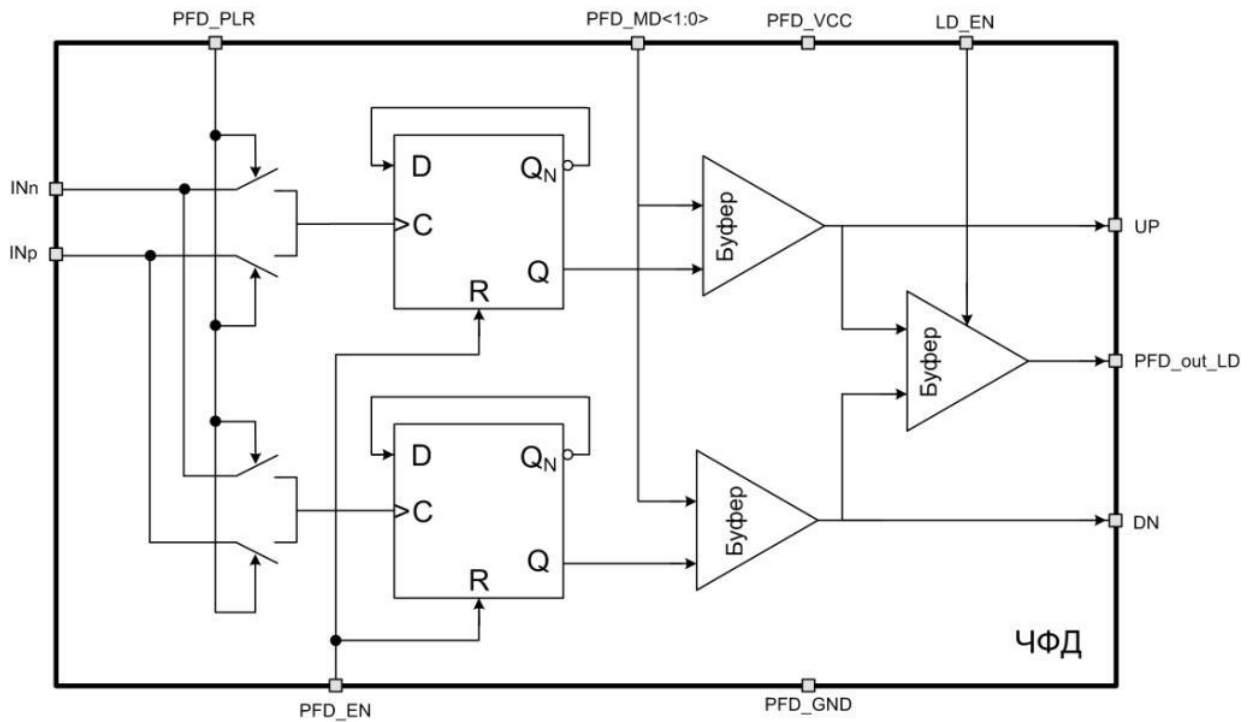 PFD_PLR
PFD_MD<1:0>
PFD_VCC
LD_EN
INn
INp
D
QN
C
Q
R
Буфер
UP
Буфер
PFD_out_LD
D
QN
C
Q
R
Буфер
DN
ЧФД
PFD_EN
PFD_GND